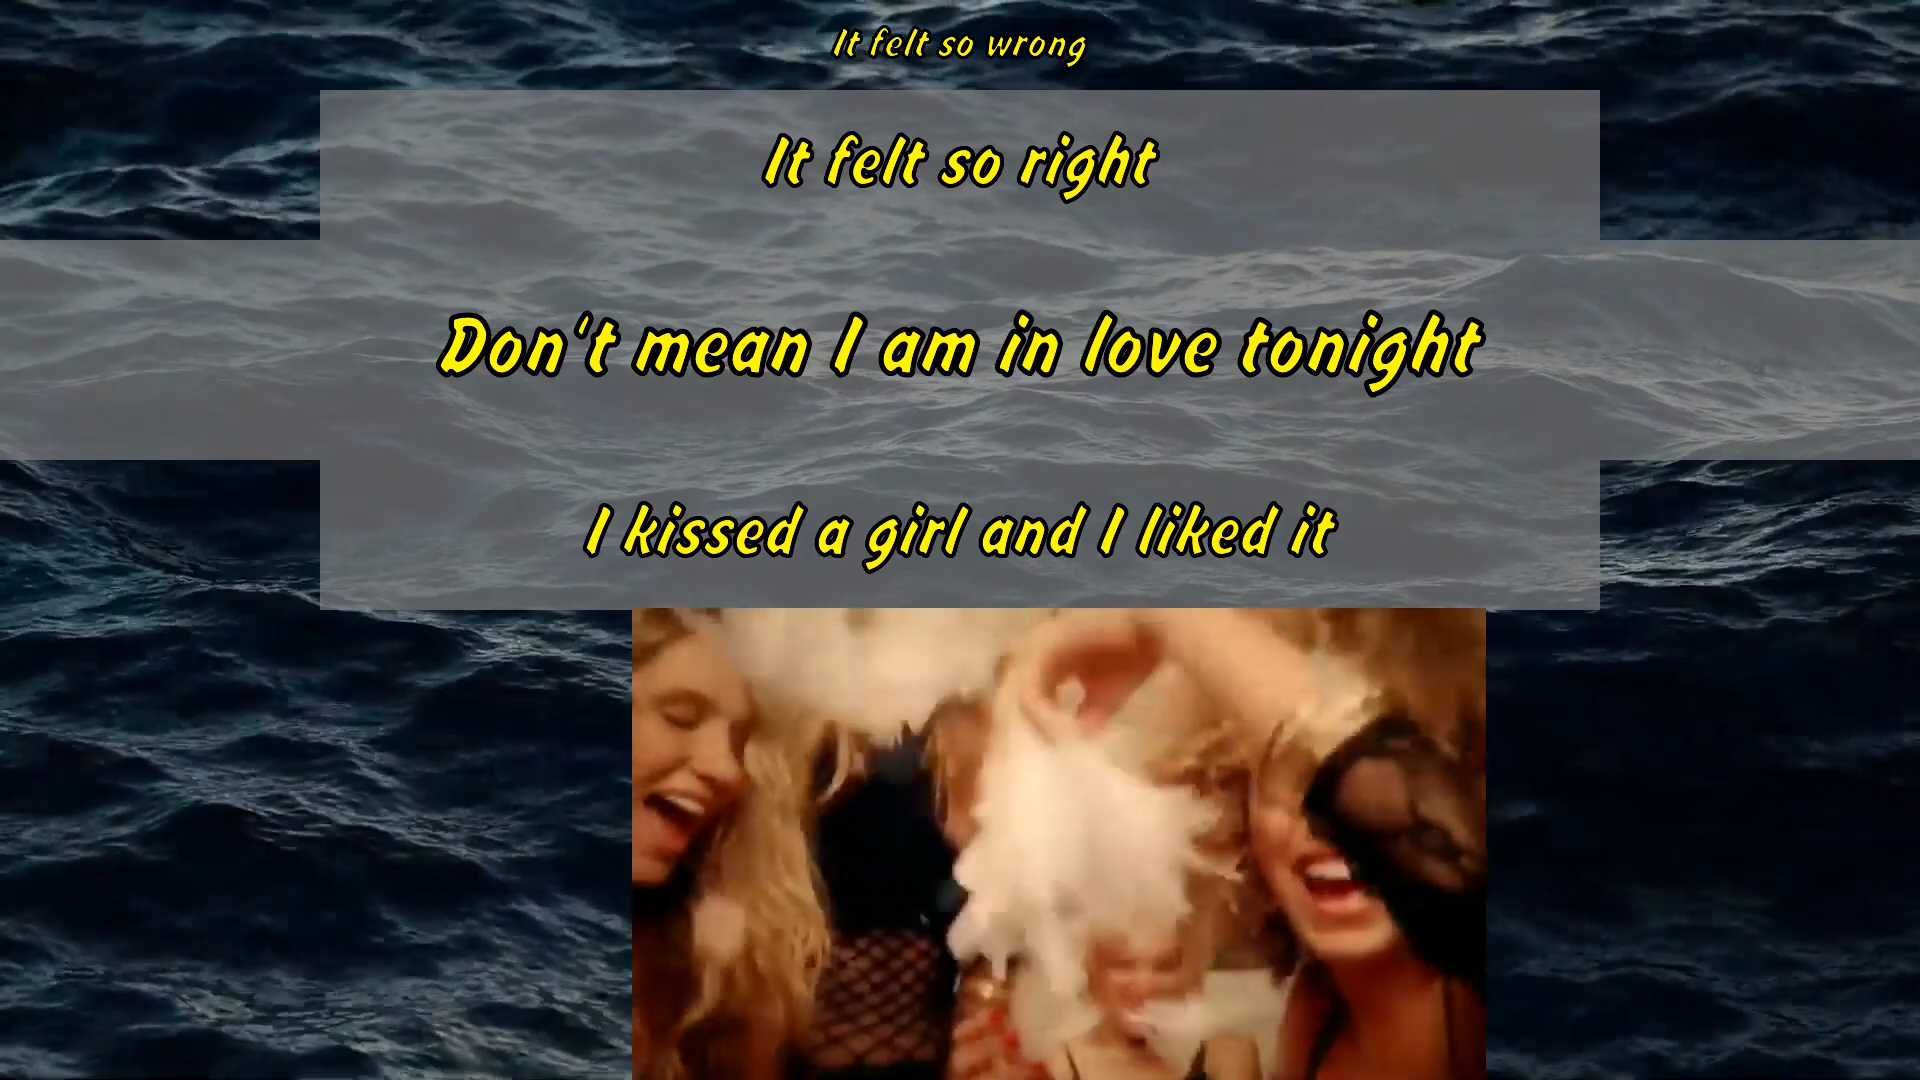 It felt so wrong
It felt so right
Don't mean I am in love tonight
I kissed a girl and I liked it